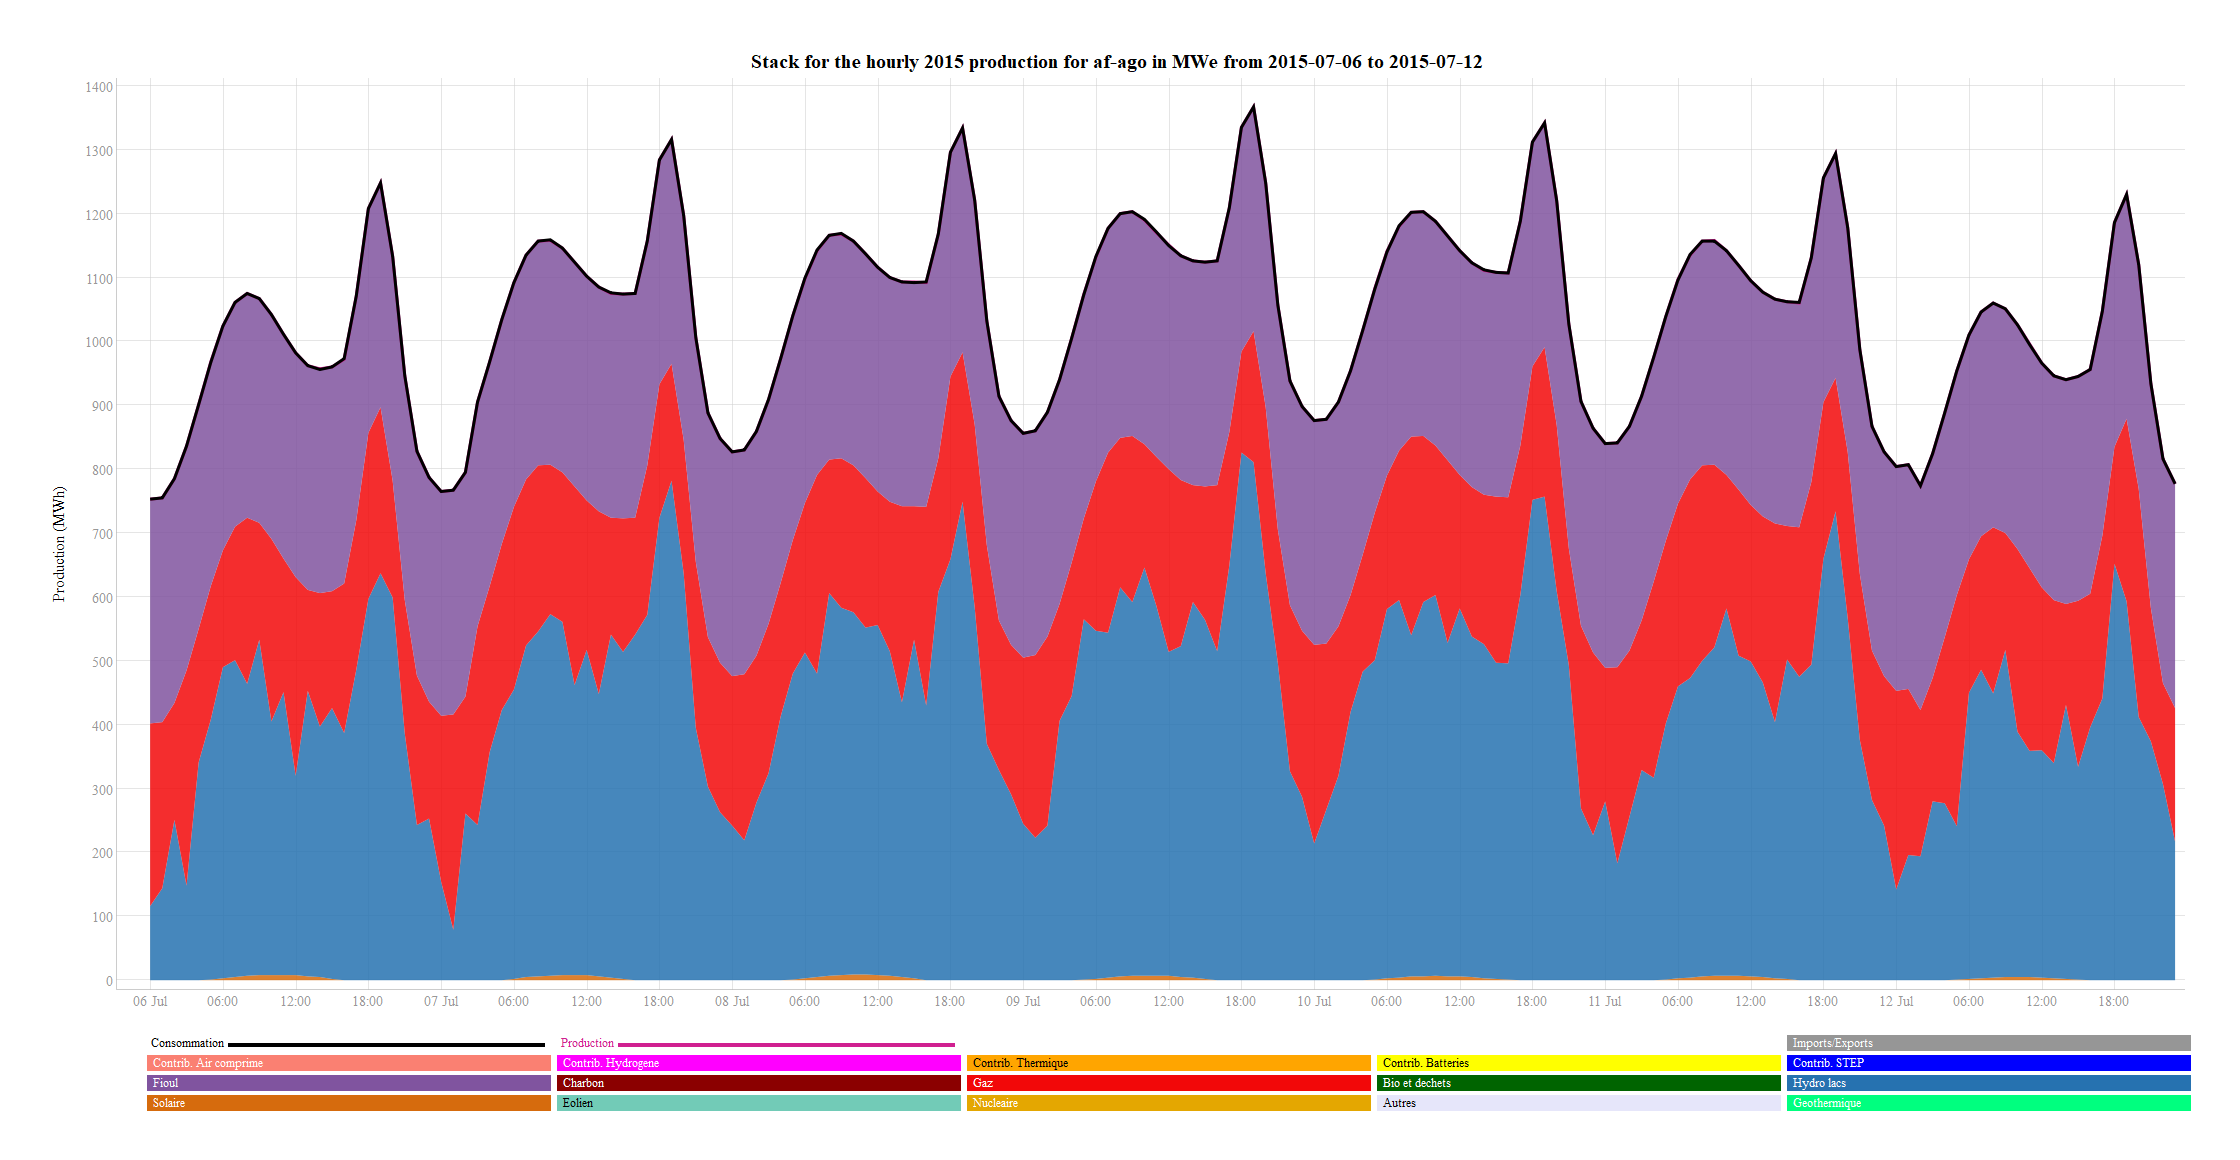 Stack for the hourly 2015 production for af-ago in MWe from 2015-07-06 to 2015-07-12
1400
1300
1200
1100
1000
900
800
700
600
500
400
300
200
100
0
Production (MWh)
06 Jul 06:00 12:00 18:00 07 Jul 06:00 12:00 18:00 08 Jul 06:00 12:00 18:00 09 Jul 06:00 12:00 18:00 10 Jul 06:00 12:00 18:00 11 Jul 06:00 12:00 18:00 12 Jul 06:00 12:00 18:00
Consommation Production Imports/Exports
Contrib. Air comprime Contrib. Hydrogene Contrib. Thermique Contrib. Batteries Contrib. STEP
Fioul Charbon Gaz Bio et dechets Hydro lacs
Solaire Eolien Nucleaire Autres Geothermique